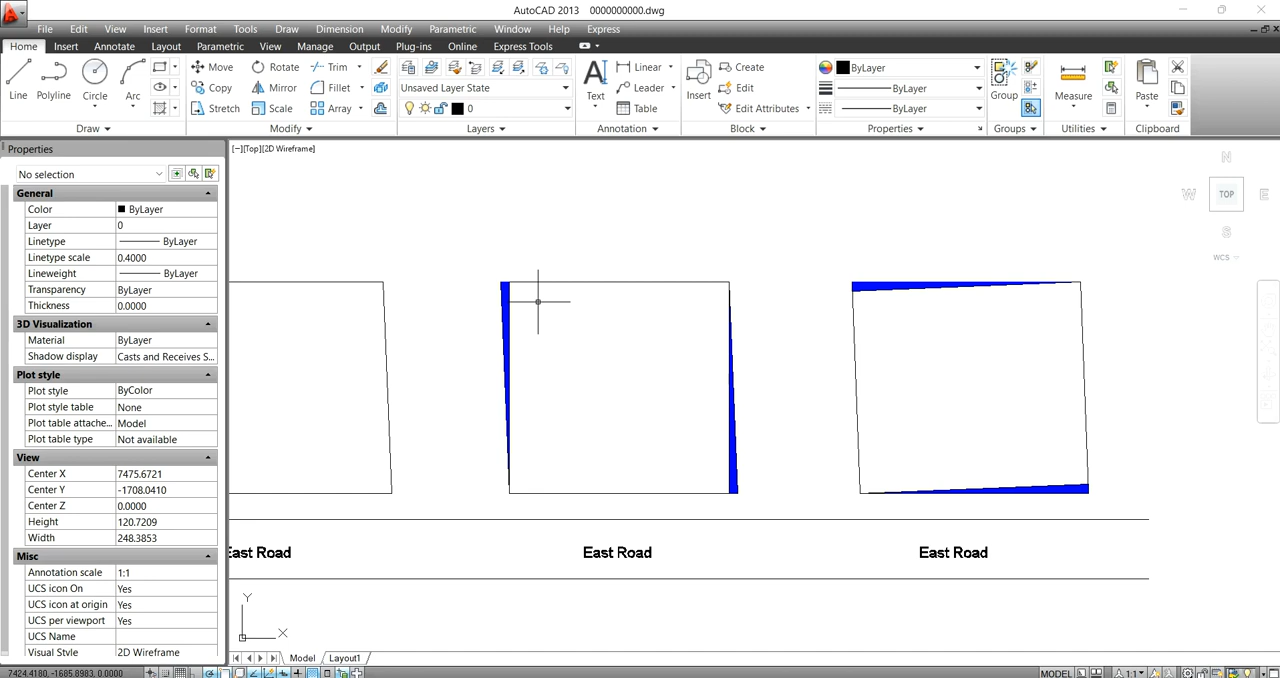 AutoCAD 2013    0000000000.dwg
File Edit View Insert Format Tools Draw Dimension Modify Parametric Window Help Express
Home Insert Annotate Layout Parametric View Manage Output Plug-ins Online Express Tools
Move Rotate Trim
Copy Mirror Fillet
Stretch Scale Array
Line Polyline Circle Arc
Unsaved Layer State
0
Text Linear
Leader
Table
Insert Create
Edit
Edit Attributes
ByLayer
ByLayer
ByLayer
Group Measure Paste
Draw Modify Layers Annotation Block Properties Groups Utilities Clipboard
Properties
No selection
General
Color ByLayer
Layer 0
Linetype ByLayer
Linetype scale 0.4000
Lineweight ByLayer
Transparency ByLayer
Thickness 0.0000
3D Visualization
Material ByLayer
Shadow display Casts and Receives S...
Plot style
Plot style ByColor
Plot style table None
Plot table attache... Model
Plot table type Not available
View
Center X 7475.6721
Center Y -1708.0410
Center Z 0.0000
Height 120.7209
Width 248.3853
Misc
Annotation scale 1:1
UCS icon On Yes
UCS icon at origin Yes
UCS per viewport Yes
UCS Name
Visual Style 2D Wireframe
[−][Top][2D Wireframe]
N
W TOP E
S
WCS
East Road East Road East Road
Y
X
Model Layout1
7424.4180, -1685.8983, 0.0000 MODEL 1:1